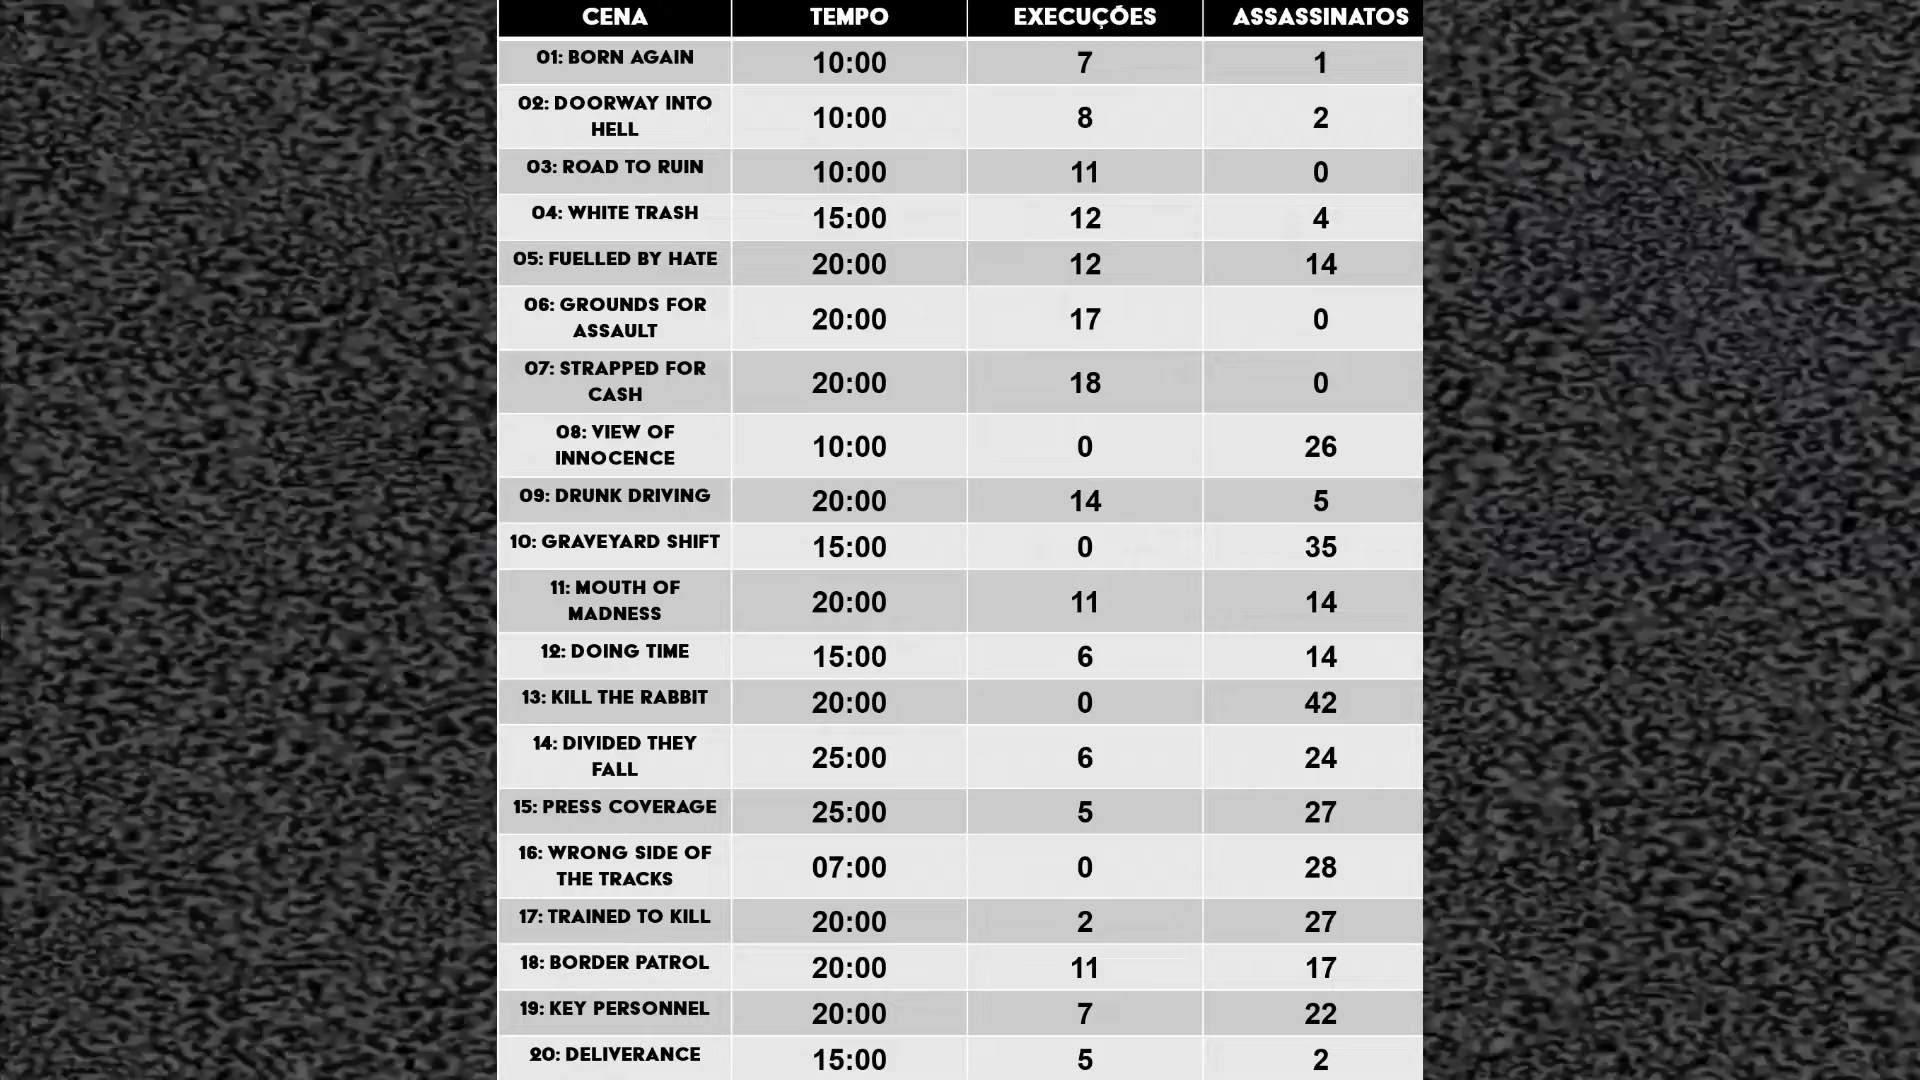 CENA TEMPO EXECUÇÕES ASSASSINATOS
01: BORN AGAIN 10:00 7 1
02: DOORWAY INTO
HELL 10:00 8 2
03: ROAD TO RUIN 10:00 11 0
04: WHITE TRASH 15:00 12 4
05: FUELLED BY HATE 20:00 12 14
06: GROUNDS FOR
ASSAULT 20:00 17 0
07: STRAPPED FOR
CASH 20:00 18 0
08: VIEW OF
INNOCENCE 10:00 0 26
09: DRUNK DRIVING 20:00 14 5
10: GRAVEYARD SHIFT 15:00 0 35
11: MOUTH OF
MADNESS 20:00 11 14
12: DOING TIME 15:00 6 14
13: KILL THE RABBIT 20:00 0 42
14: DIVIDED THEY
FALL 25:00 6 24
15: PRESS COVERAGE 25:00 5 27
16: WRONG SIDE OF
THE TRACKS 07:00 0 28
17: TRAINED TO KILL 20:00 2 27
18: BORDER PATROL 20:00 11 17
19: KEY PERSONNEL 20:00 7 22
20: DELIVERANCE 15:00 5 2